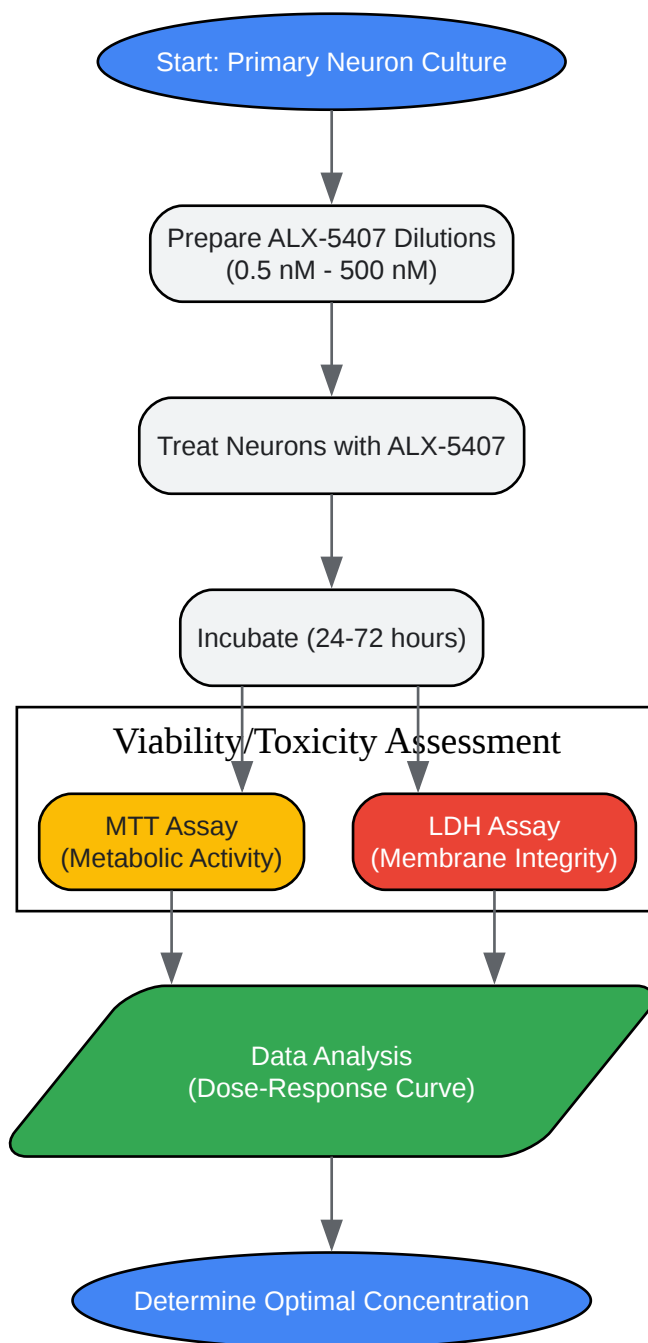 Start: Primary Neuron Culture
Prepare ALX-5407 Dilutions
(0.5 nM - 500 nM)
Treat Neurons with ALX-5407
Incubate (24-72 hours)
Viability/Toxicity Assessment
MTT Assay
(Metabolic Activity)
LDH Assay
(Membrane Integrity)
Data Analysis
(Dose-Response Curve)
Determine Optimal Concentration